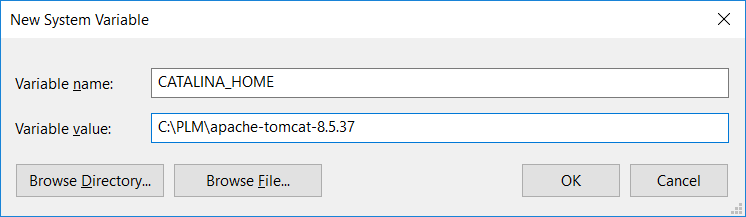 New System Variable
Variable name: CATALINA_HOME
Variable value: C:\PLM\apache-tomcat-8.5.37
Browse Directory... Browse File... OK Cancel